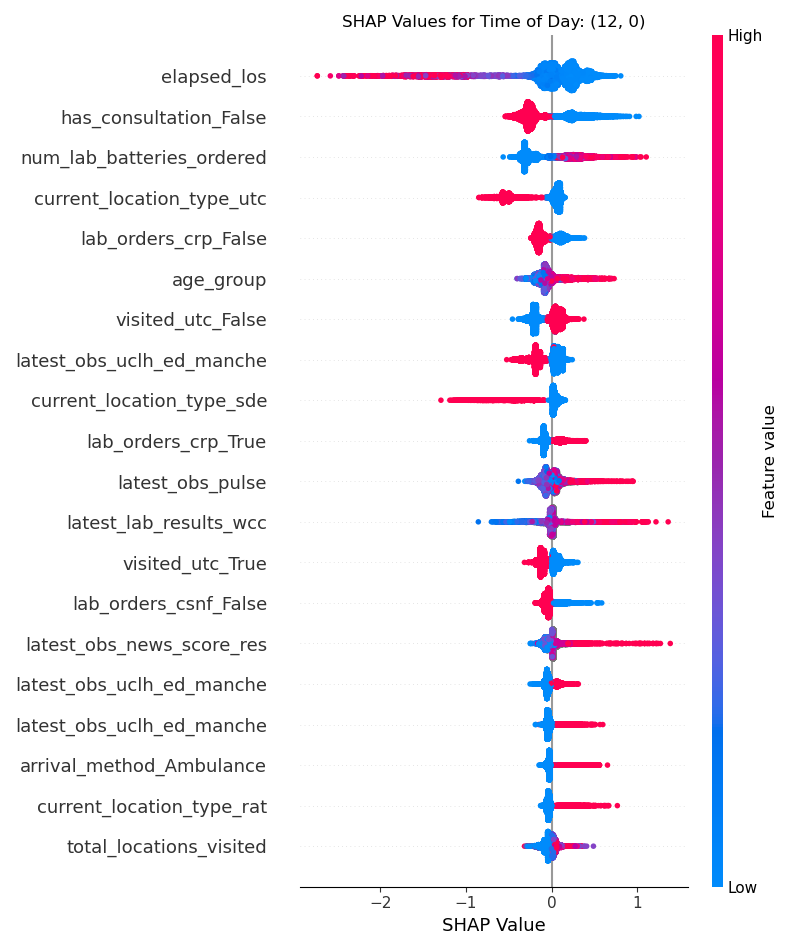 SHAP Values for Time of Day: (12, 0)
High
elapsed_los
has_consultation_False
num_lab_batteries_ordered
current_location_type_utc
lab_orders_crp_False
age_group
visited_utc_False
latest_obs_uclh_ed_manche
current_location_type_sde
lab_orders_crp_True
latest_obs_pulse
latest_lab_results_wcc
visited_utc_True
lab_orders_csnf_False
latest_obs_news_score_res
latest_obs_uclh_ed_manche
latest_obs_uclh_ed_manche
arrival_method_Ambulance
current_location_type_rat
total_locations_visited
Feature value
Low
−2 −1 0 1
SHAP Value